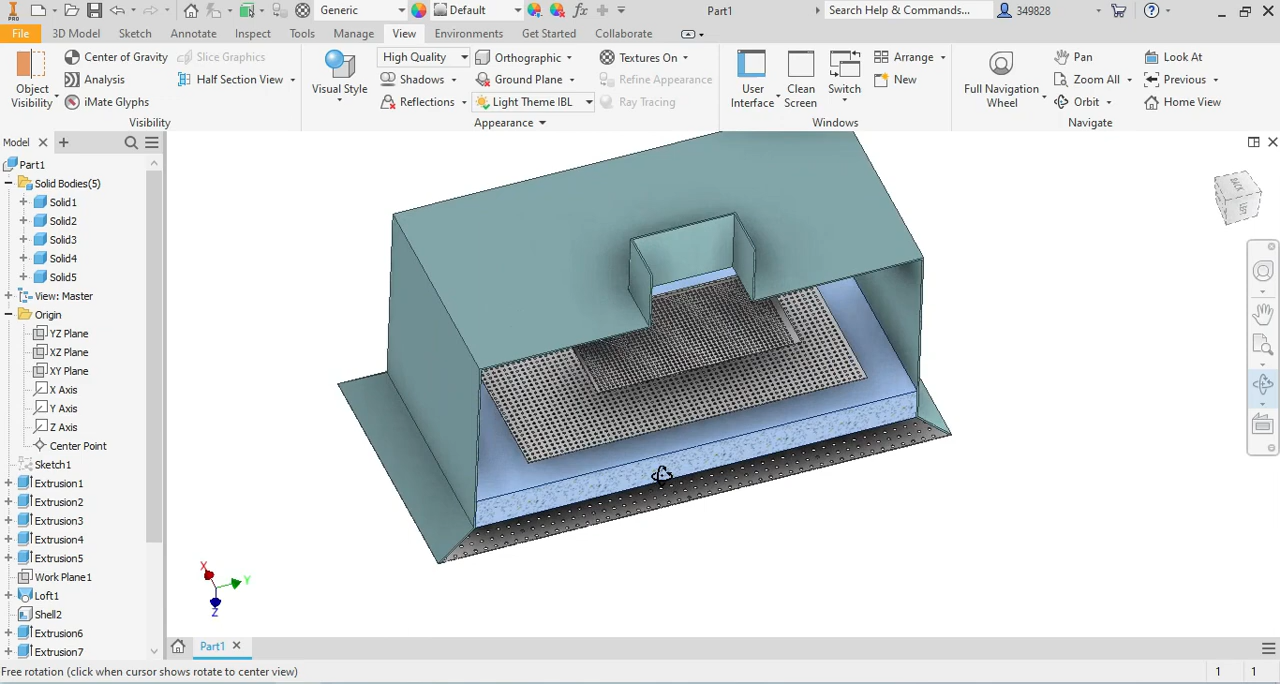 PRO
Generic
Default
fx
Part1
Search Help & Commands...
349828
File
3D Model
Sketch
Annotate
Inspect
Tools
Manage
View
Environments
Get Started
Collaborate
Object
Visibility
Center of Gravity
Analysis
iMate Glyphs
Slice Graphics
Half Section View
Visibility
Visual Style
High Quality
Shadows
Reflections
Orthographic
Ground Plane
Light Theme IBL
Textures On
Refine Appearance
Ray Tracing
Appearance
User
Interface
Clean
Screen
Switch
Arrange
New
Windows
Full Navigation
Wheel
Pan
Zoom All
Orbit
Look At
Previous
Home View
Navigate
Model
Part1
Solid Bodies(5)
Solid1
Solid2
Solid3
Solid4
Solid5
View: Master
Origin
YZ Plane
XZ Plane
XY Plane
X Axis
Y Axis
Z Axis
Center Point
Sketch1
Extrusion1
Extrusion2
Extrusion3
Extrusion4
Extrusion5
Work Plane1
Loft1
Shell2
Extrusion6
Extrusion7
BACK
LEFT
X
Y
Z
Part1
Free rotation (click when cursor shows rotate to center view)
1
1